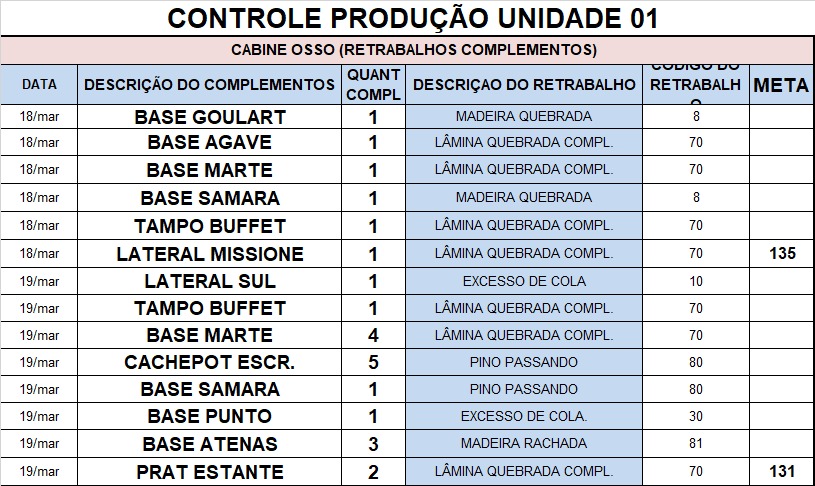 CONTROLE PRODUÇÃO UNIDADE 01
CABINE OSSO (RETRABALHOS COMPLEMENTOS)
DATA DESCRIÇÃO DO COMPLEMENTOS QUANT COMPL DESCRIÇAO DO RETRABALHO CODIGO DO RETRABALH O META
18/mar BASE GOULART 1 MADEIRA QUEBRADA 8
18/mar BASE AGAVE 1 LÂMINA QUEBRADA COMPL. 70
18/mar BASE MARTE 1 LÂMINA QUEBRADA COMPL. 70
18/mar BASE SAMARA 1 MADEIRA QUEBRADA 8
18/mar TAMPO BUFFET 1 LÂMINA QUEBRADA COMPL. 70
18/mar LATERAL MISSIONE 1 LÂMINA QUEBRADA COMPL. 70 135
19/mar LATERAL SUL 1 EXCESSO DE COLA 10
19/mar TAMPO BUFFET 1 LÂMINA QUEBRADA COMPL. 70
19/mar BASE MARTE 4 LÂMINA QUEBRADA COMPL. 70
19/mar CACHEPOT ESCR. 5 PINO PASSANDO 80
19/mar BASE SAMARA 1 PINO PASSANDO 80
19/mar BASE PUNTO 1 EXCESSO DE COLA. 30
19/mar BASE ATENAS 3 MADEIRA RACHADA 81
19/mar PRAT ESTANTE 2 LÂMINA QUEBRADA COMPL. 70 131